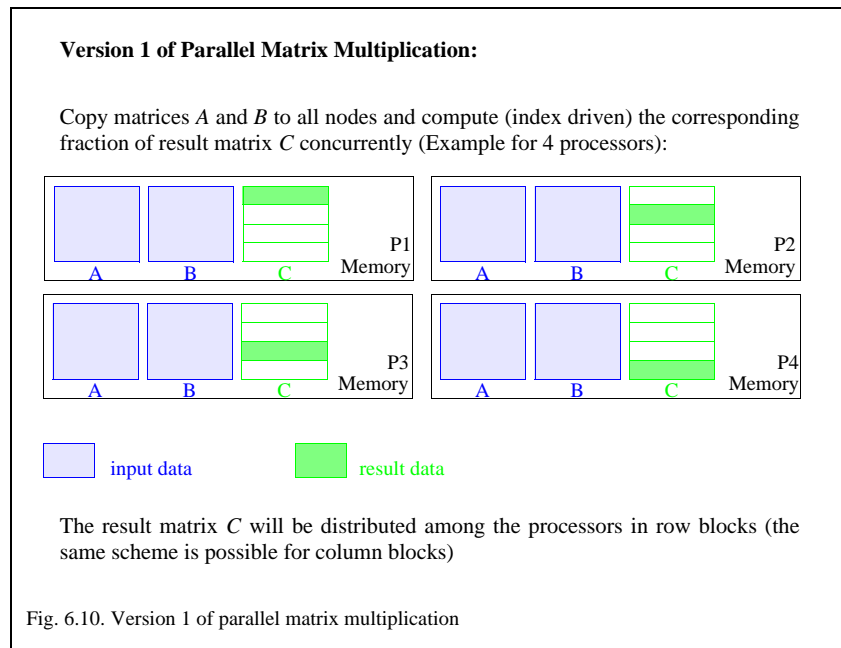 Version 1 of Parallel Matrix Multiplication:
Copy matrices A and B to all nodes and compute (index driven) the corresponding
fraction of result matrix C concurrently (Example for 4 processors):
P1
Memory
A B C
P2
Memory
A B C
P3
Memory
A B C
P4
Memory
A B C
input data
result data
The result matrix C will be distributed among the processors in row blocks (the
same scheme is possible for column blocks)
Fig. 6.10. Version 1 of parallel matrix multiplication